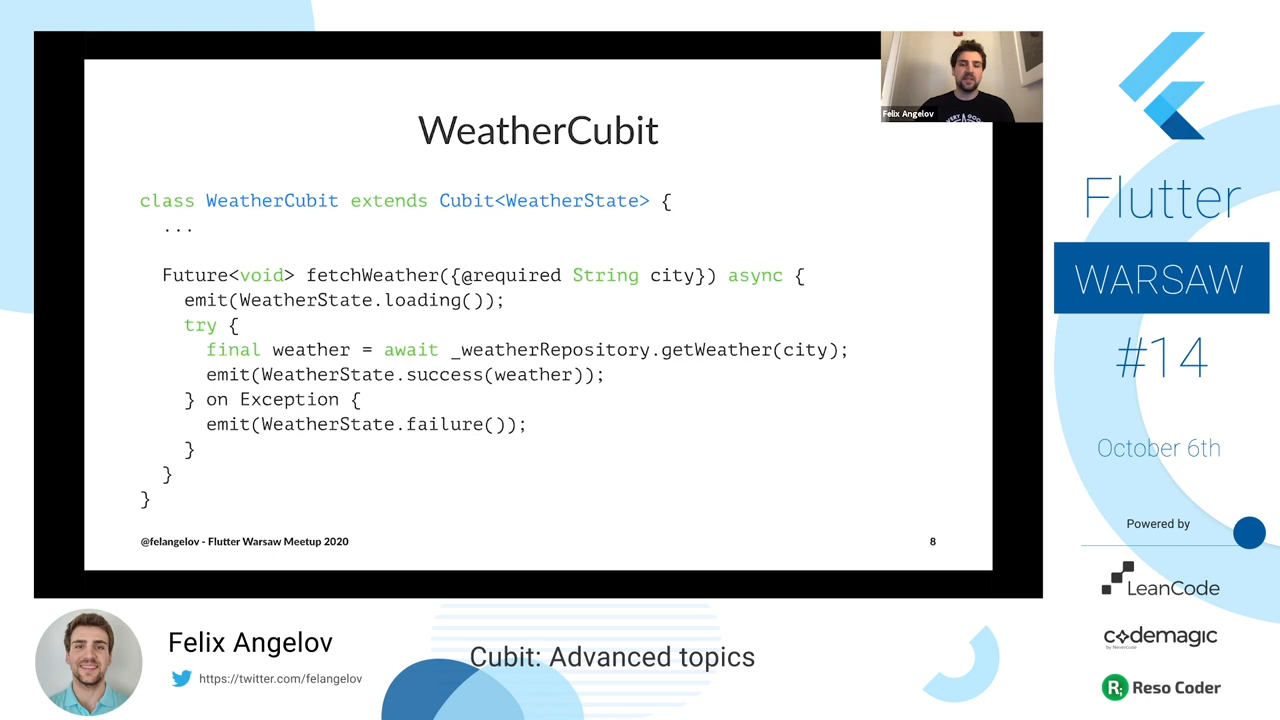 WeatherCubit
class WeatherCubit extends Cubit<WeatherState> {
...
Future<void> fetchWeather({@required String city}) async {
emit(WeatherState.loading());
try {
final weather = await _weatherRepository.getWeather(city);
emit(WeatherState.success(weather));
} on Exception {
emit(WeatherState.failure());
}
}
}
@felangelov - Flutter Warsaw Meetup 2020
8
Felix Angelov
Flutter
WARSAW
#14
October 6th
Powered by
LeanCode
codemagic
by Nevercode
R;
Reso Coder
Felix Angelov
https://twitter.com/felangelov
Cubit: Advanced topics